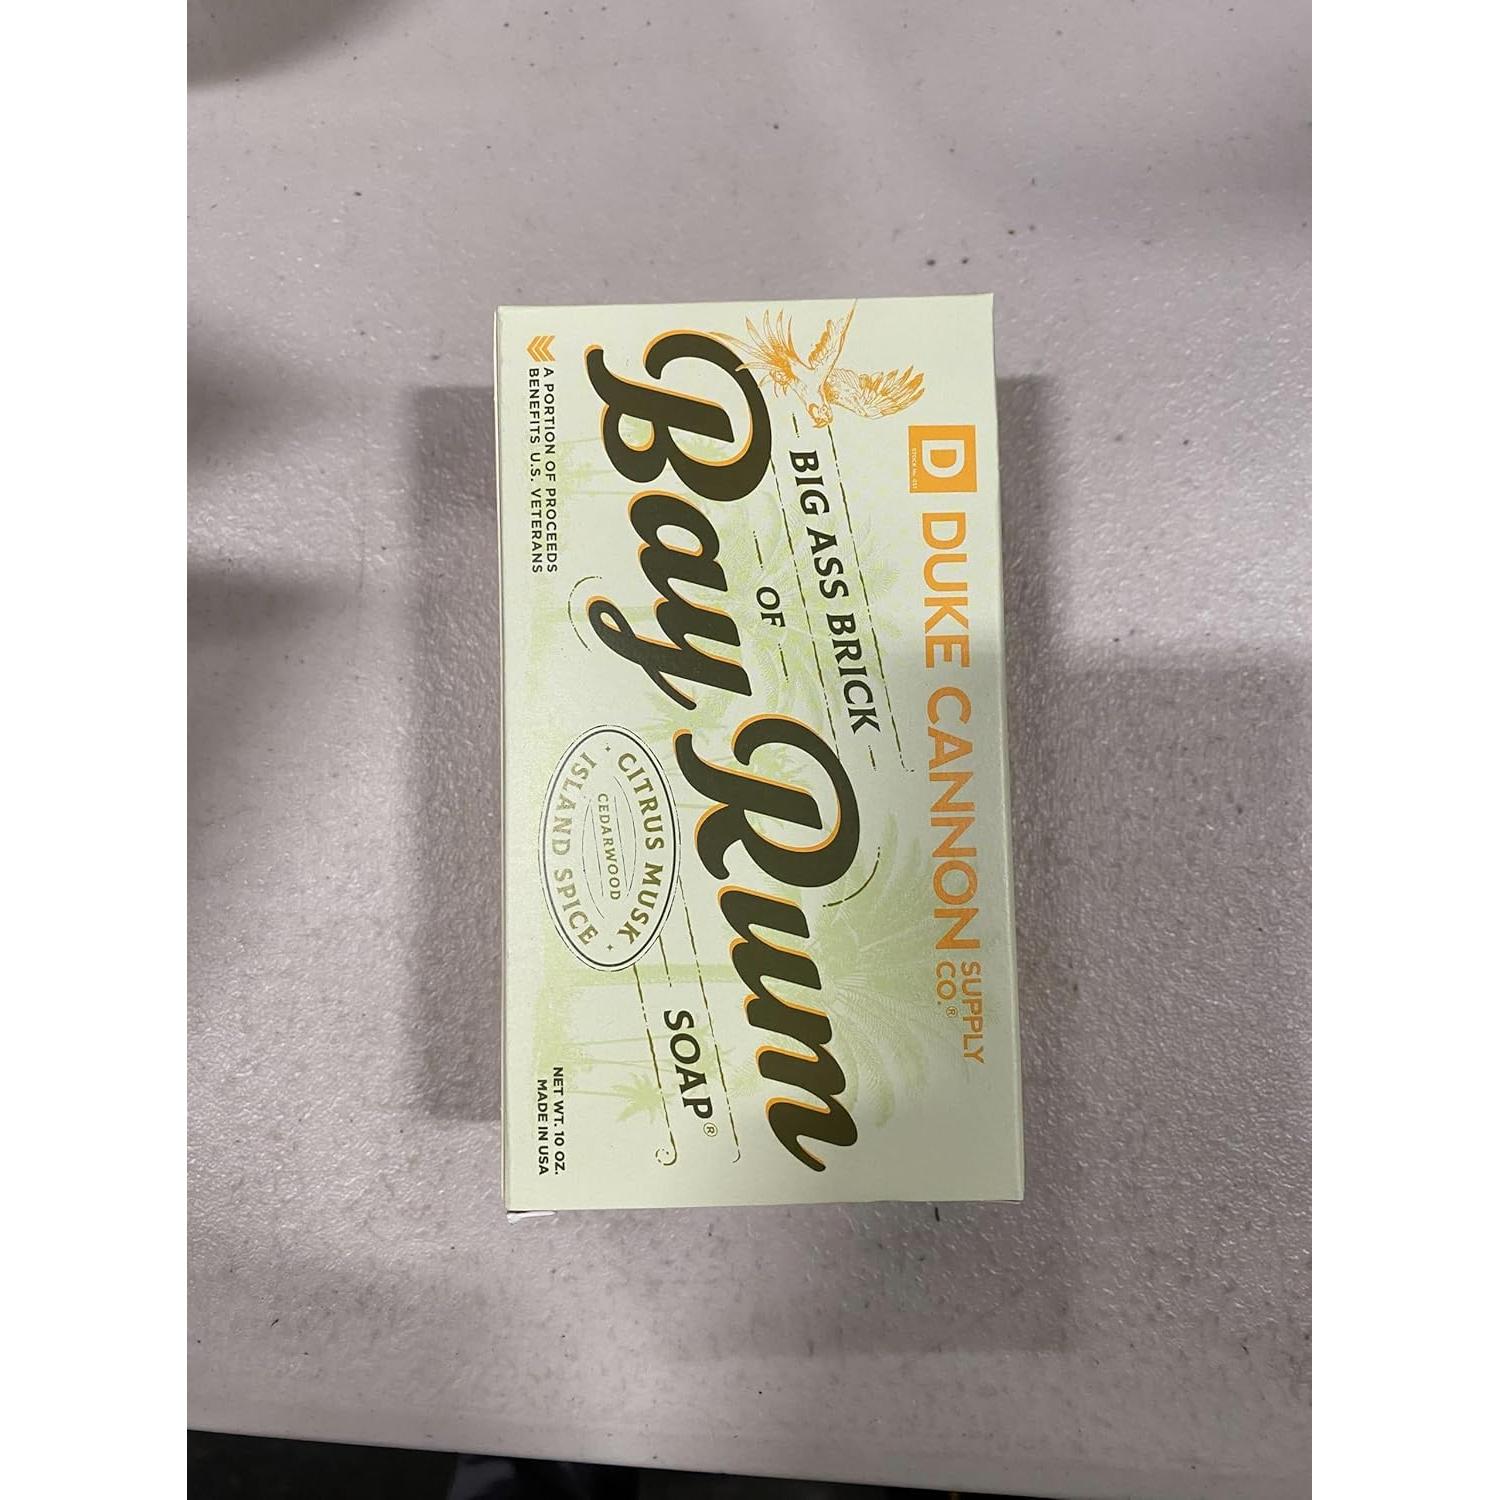 D
DUKE CANNON SUPPLY CO.®
BIG ASS BRICK
OF
Bay Rum
SOAP®
CITRUS MUSK
CEDARWOOD
ISLAND SPICE
A PORTION OF PROCEEDS
BENEFITS U.S. VETERANS
NET WT. 10 OZ.
MADE IN USA